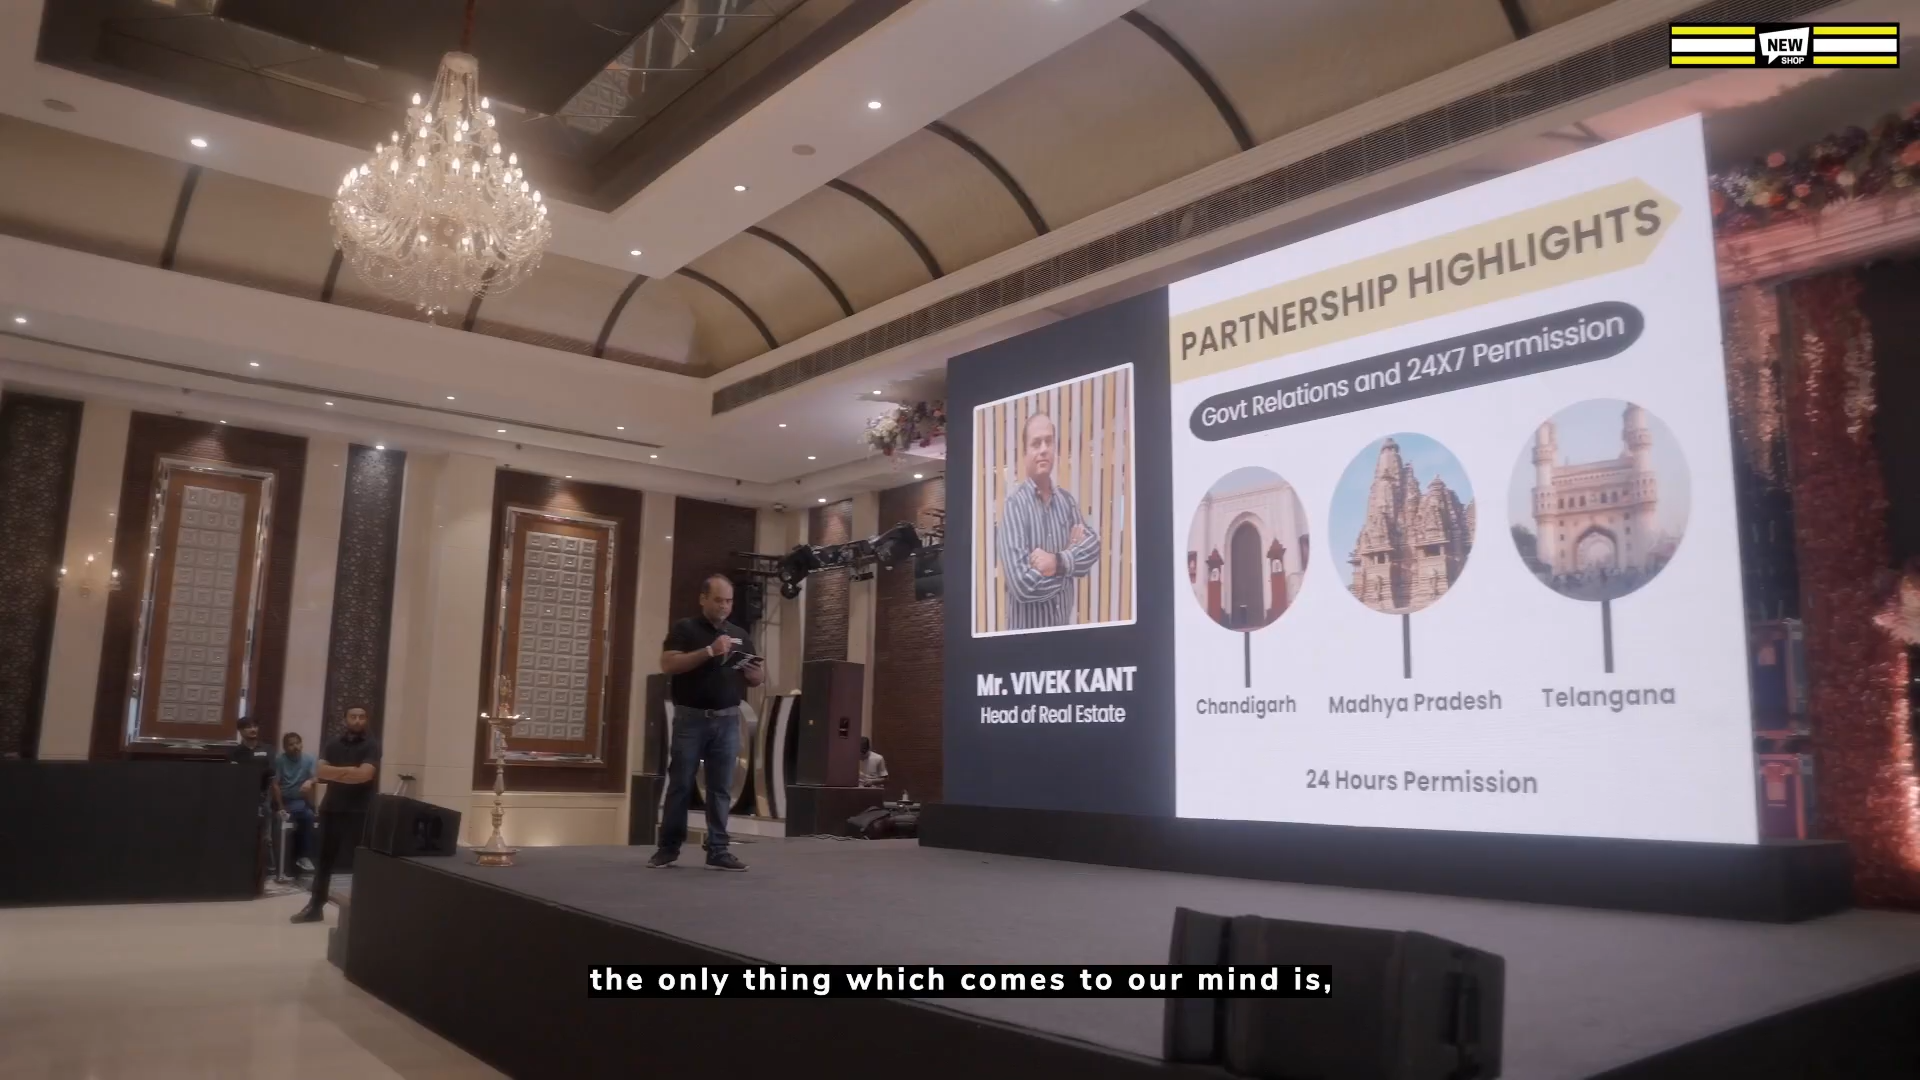 NEW
SHOP
PARTNERSHIP HIGHLIGHTS
Govt Relations and 24X7 Permission
Mr. VIVEK KANT
Head of Real Estate
Chandigarh
Madhya Pradesh
Telangana
24 Hours Permission
the only thing which comes to our mind is,